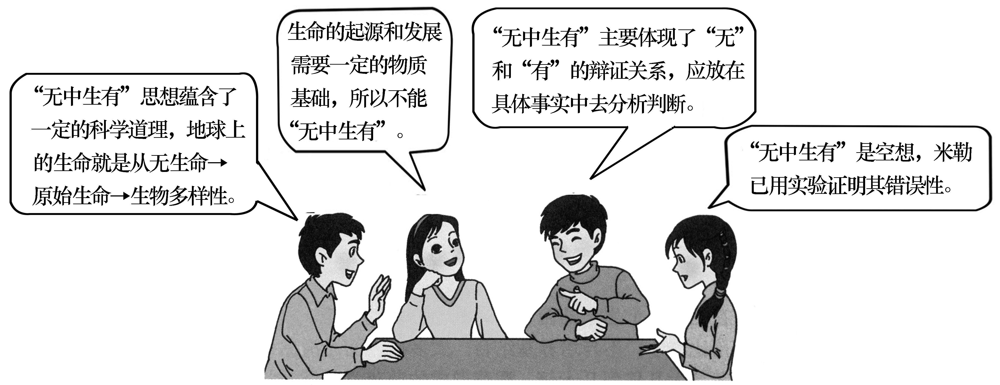 “无中生有”思想蕴含了
一定的科学道理，地球上
的生命就是从无生命→
原始生命→生物多样性。
生命的起源和发展
需要一定的物质
基础，所以不能
“无中生有”。
“无中生有”主要体现了“无”
和“有”的辩证关系，应放在
具体事实中去分析判断。
“无中生有”是空想，米勒
已用实验证明其错误性。